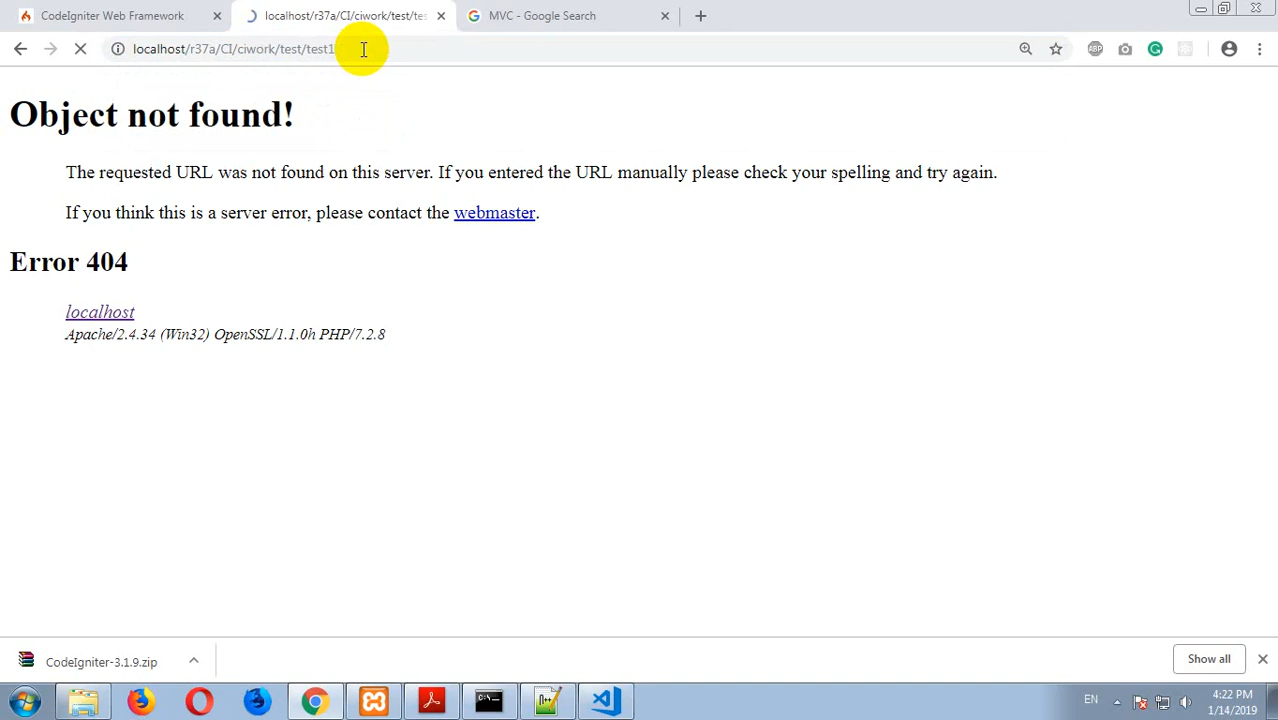 CodeIgniter Web Framework
localhost/r37a/CI/ciwork/test/tes
MVC - Google Search
localhost/r37a/CI/ciwork/test/test1
ABP
Object not found!
The requested URL was not found on this server. If you entered the URL manually please check your spelling and try again.
If you think this is a server error, please contact the webmaster.
Error 404
localhost
Apache/2.4.34 (Win32) OpenSSL/1.1.0h PHP/7.2.8
CodeIgniter-3.1.9.zip
Show all
EN
4:22 PM
1/14/2019